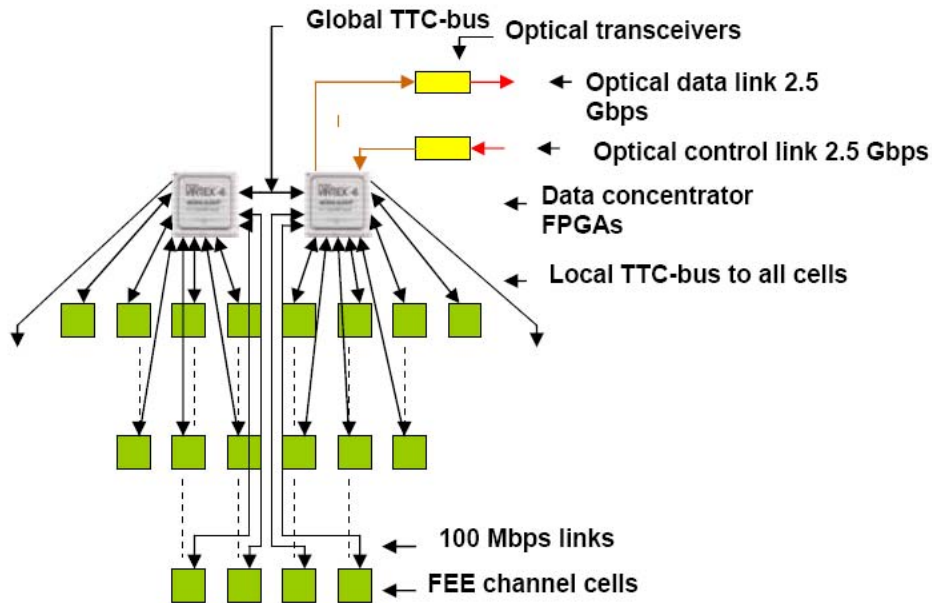 Global TTC-bus
Optical transceivers
Optical data link 2.5
Gbps
Optical control link 2.5 Gbps
Data concentrator
FPGAs
Local TTC-bus to all cells
100 Mbps links
FEE channel cells